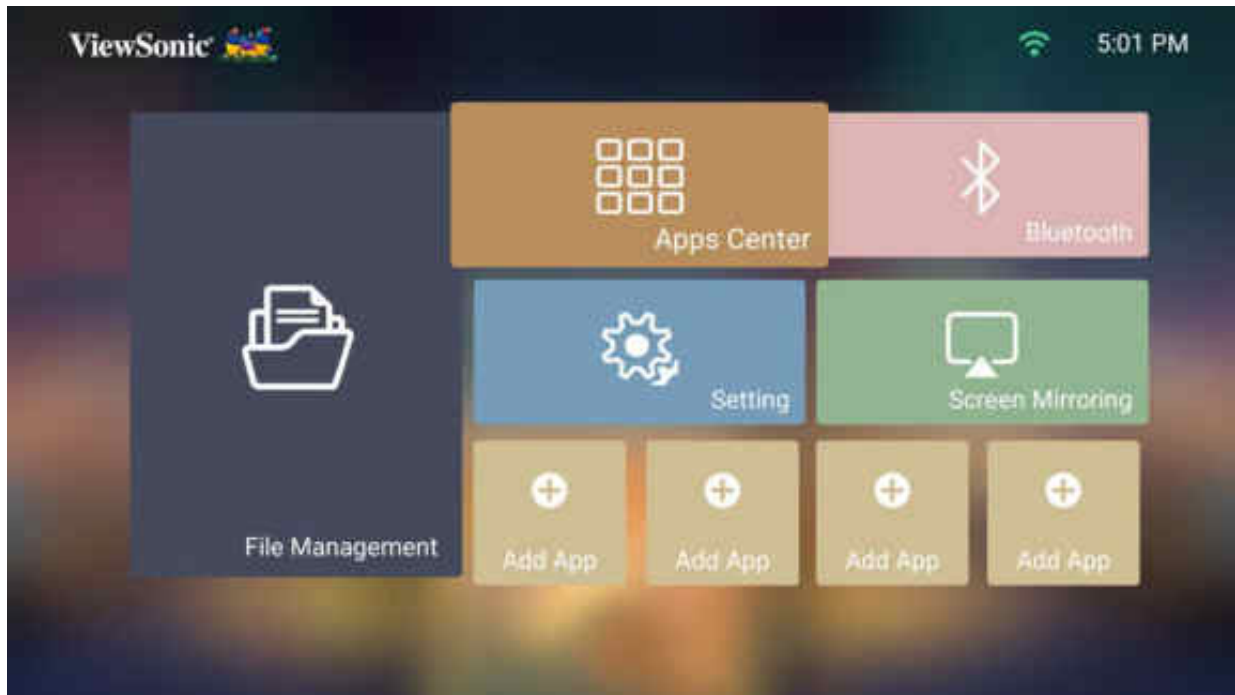 ViewSonic®
5:01 PM
Apps Center
Bluetooth
Setting
Screen Mirroring
File Management
Add App
Add App
Add App
Add App